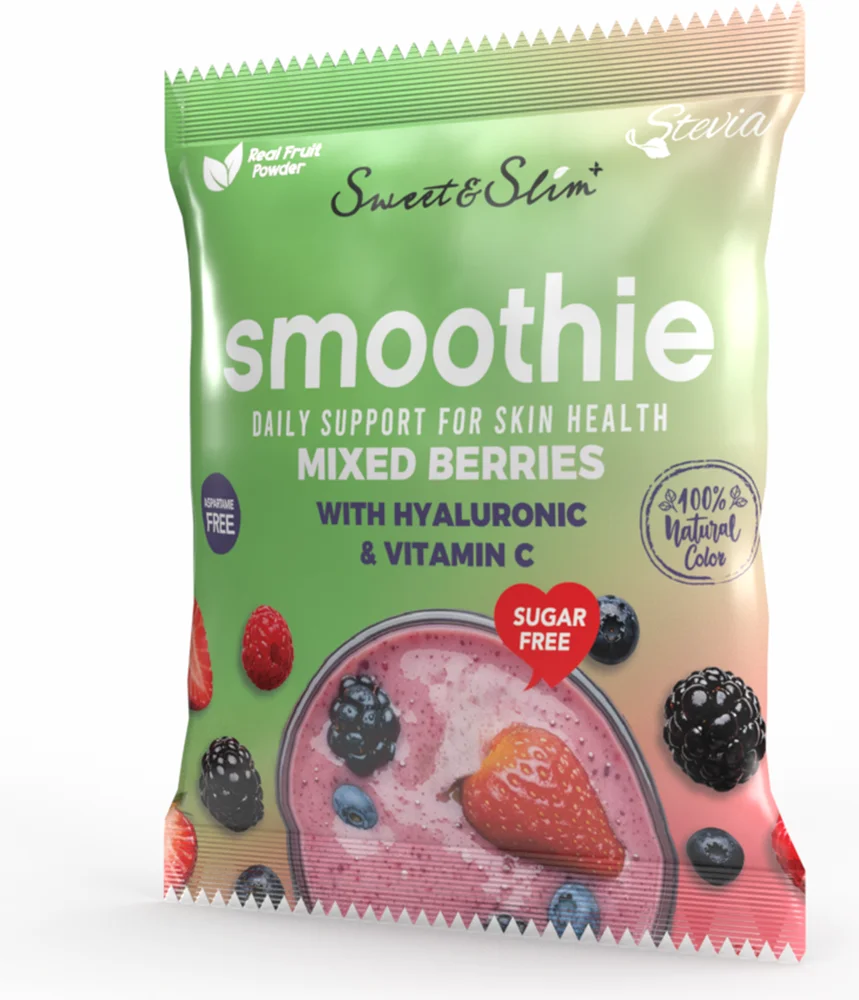 Real Fruit
Powder
Stevia
Sweet&Slim+
smoothie
DAILY SUPPORT FOR SKIN HEALTH
MIXED BERRIES
WITH HYALURONIC
& VITAMIN C
ASPARTAME
FREE
100%
Natural
Color
SUGAR
FREE